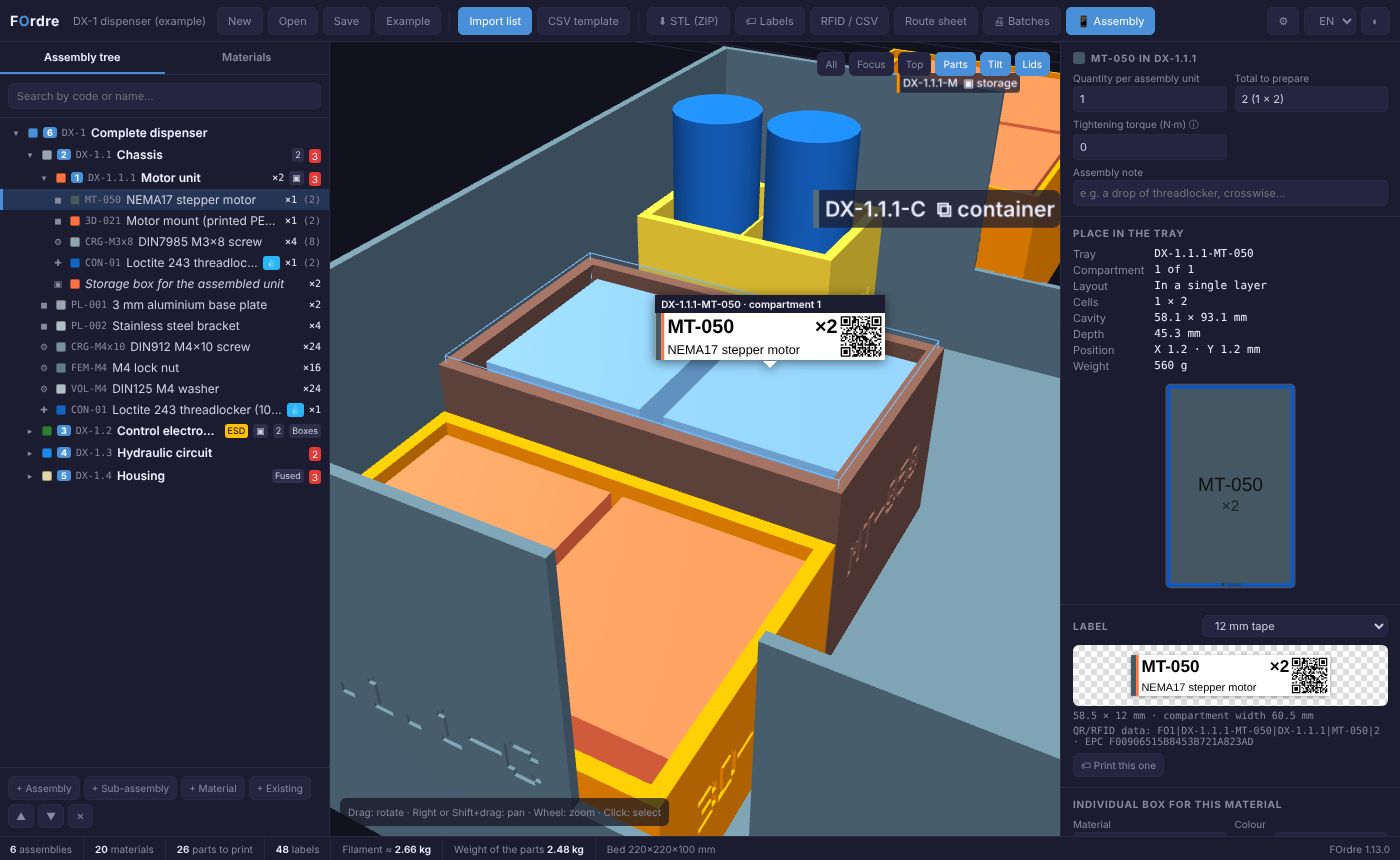 FOrdre DX-1 dispenser (example) New Open Save Example Import list CSV template ⬇ STL (ZIP) 🏷 Labels RFID / CSV Route sheet 🖨 Batches 📱 Assembly ⚙ EN
Assembly tree Materials
Search by code or name...
▾ 6 DX-1 Complete dispenser
▾ 2 DX-1.1 Chassis 2 3
▾ 1 DX-1.1.1 Motor unit ×2 ▣ 3
MT-050 NEMA17 stepper motor ×1 (2)
3D-021 Motor mount (printed PE... ×1 (2)
CRG-M3x8 DIN7985 M3×8 screw ×4 (8)
CON-01 Loctite 243 threadloc... 💧 ×1 (2)
Storage box for the assembled unit ×2
PL-001 3 mm aluminium base plate ×2
PL-002 Stainless steel bracket ×4
CRG-M4x10 DIN912 M4×10 screw ×24
FEM-M4 M4 lock nut ×16
VOL-M4 DIN125 M4 washer ×24
CON-01 Loctite 243 threadlocker (10... 💧 ×1
▸ 3 DX-1.2 Control electro... ESD ▣ 2 Boxes
▸ 4 DX-1.3 Hydraulic circuit 2
▸ 5 DX-1.4 Housing Fused 3
+ Assembly + Sub-assembly + Material + Existing
▲ ▼ ×
All Focus Top Parts Tilt Lids
DX-1.1.1-M ▣ storage
DX-1.1.1-C ⧉ container
DX-1.1.1-MT-050 · compartment 1
MT-050 ×2
NEMA17 stepper motor
Drag: rotate · Right or Shift+drag: pan · Wheel: zoom · Click: select
MT-050 IN DX-1.1.1
Quantity per assembly unit Total to prepare
1 2 (1 × 2)
Tightening torque (N·m) ⓘ
0
Assembly note
e.g. a drop of threadlocker, crosswise...
PLACE IN THE TRAY
Tray DX-1.1.1-MT-050
Compartment 1 of 1
Layout In a single layer
Cells 1 × 2
Cavity 58.1 × 93.1 mm
Depth 45.3 mm
Position X 1.2 · Y 1.2 mm
Weight 560 g
MT-050
×2
LABEL 12 mm tape
MT-050 ×2
NEMA17 stepper motor
58.5 × 12 mm · compartment width 60.5 mm
QR/RFID data: FO1|DX-1.1.1-MT-050|DX-1.1.1|MT-050|2
· EPC F00906515B8453B721A823AD
🏷 Print this one
INDIVIDUAL BOX FOR THIS MATERIAL
Material Colour
6 assemblies 20 materials 26 parts to print 48 labels Filament ≈ 2.66 kg Weight of the parts 2.48 kg Bed 220×220×100 mm FOrdre 1.13.0